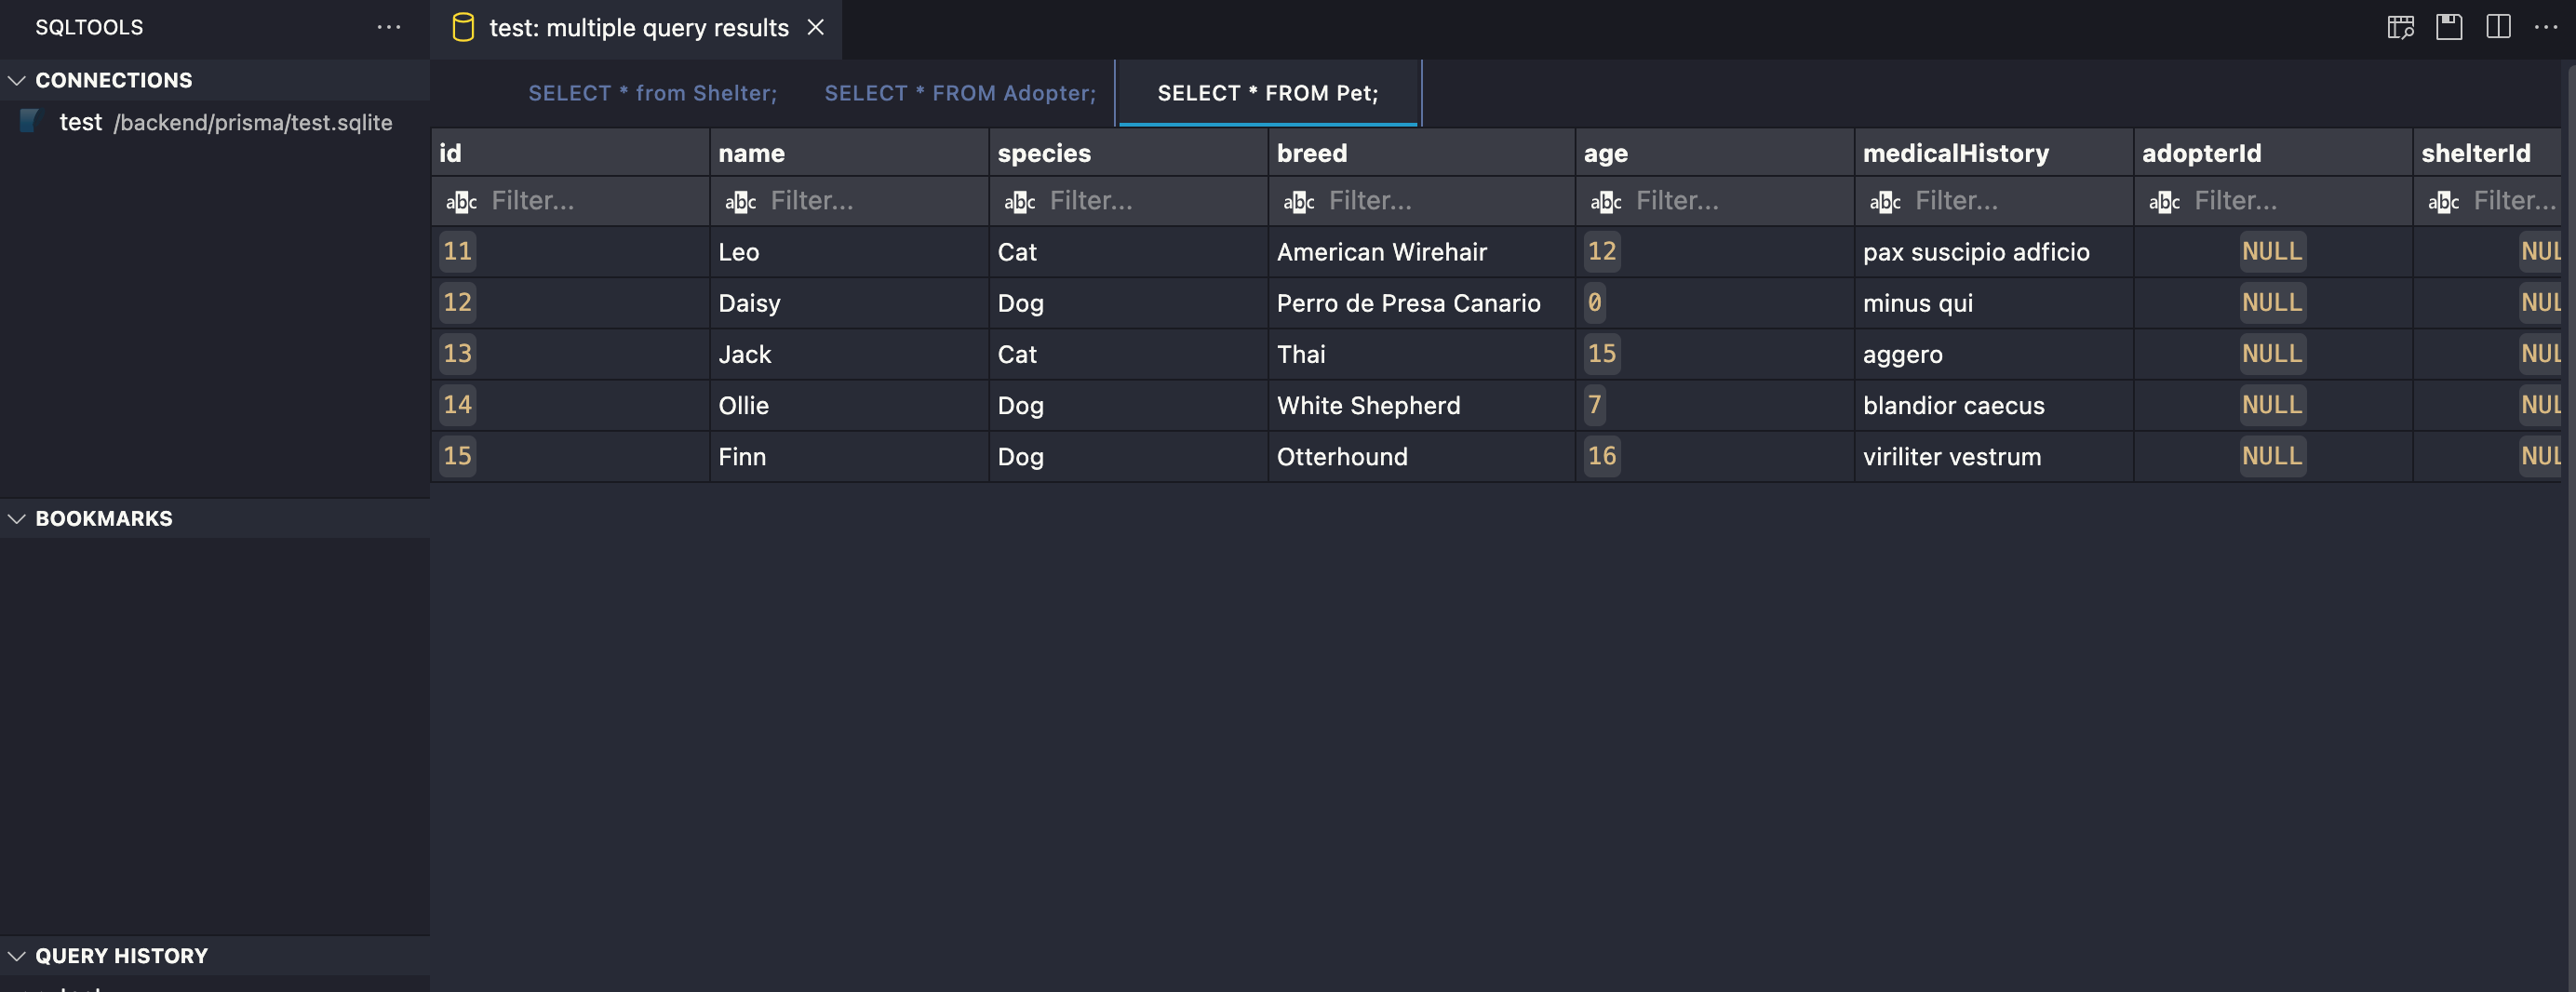 SQLTOOLS ···
CONNECTIONS
test /backend/prisma/test.sqlite
BOOKMARKS
QUERY HISTORY
test: multiple query results
SELECT * from Shelter; SELECT * FROM Adopter; SELECT * FROM Pet;
id name species breed age medicalHistory adopterId shelterId
abc Filter... abc Filter... abc Filter... abc Filter... abc Filter... abc Filter... abc Filter... abc Filter...
11 Leo Cat American Wirehair 12 pax suscipio adficio NULL NUL
12 Daisy Dog Perro de Presa Canario 0 minus qui NULL NUL
13 Jack Cat Thai 15 aggero NULL NUL
14 Ollie Dog White Shepherd 7 blandior caecus NULL NUL
15 Finn Dog Otterhound 16 viriliter vestrum NULL NUL